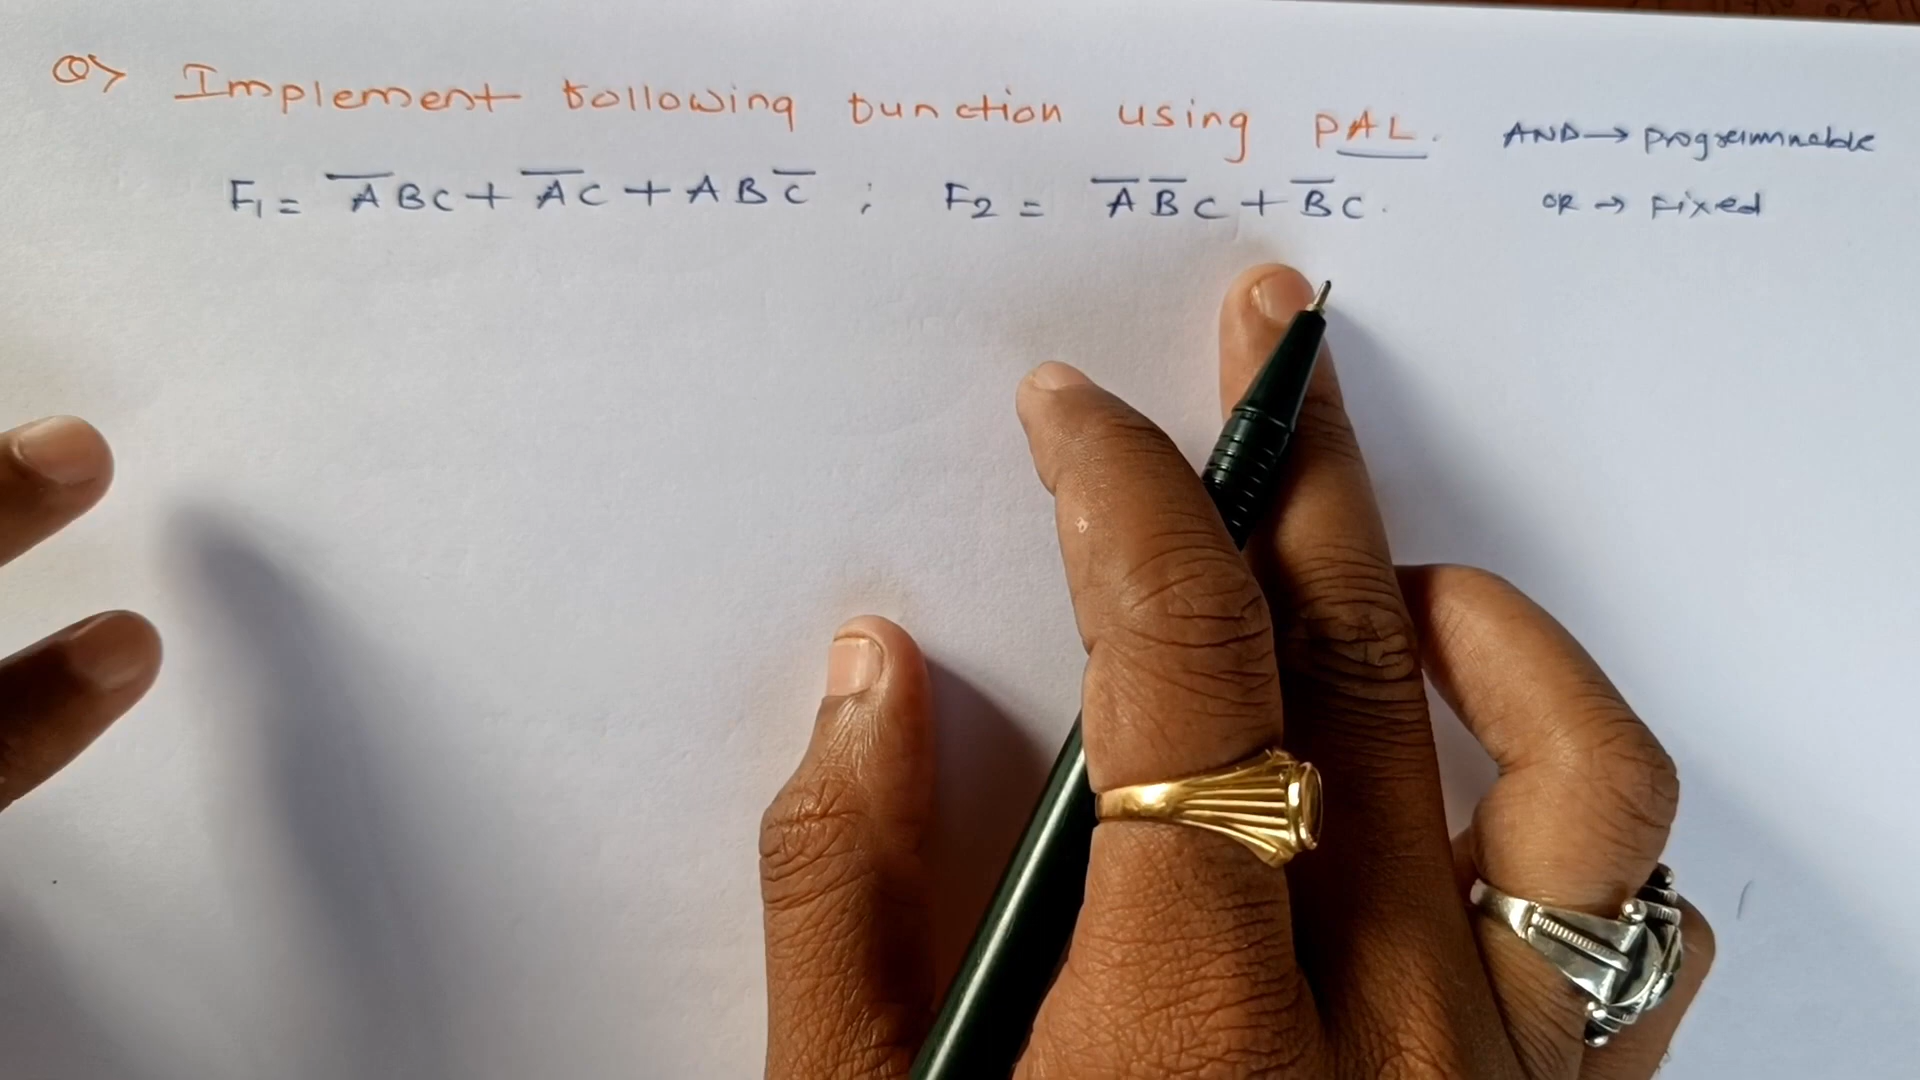 Q> Implement following function using PAL. AND → programmable
F₁ = A̅BC + A̅C + ABC̅ ; F₂ = A̅B̅C + B̅C. OR → Fixed